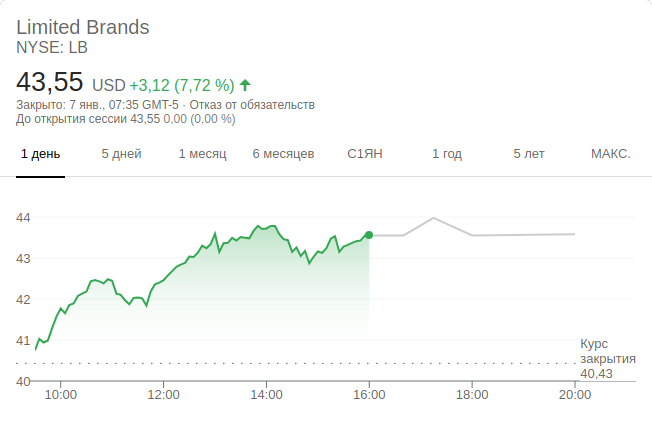 Limited Brands
NYSE: LB
43,55 USD +3,12 (7,72 %)
Закрыто: 7 янв., 07:35 GMT-5 · Отказ от обязательств
До открытия сессии 43,55 0,00 (0,00 %)
1 день 5 дней 1 месяц 6 месяцев С1ЯН 1 год 5 лет МАКС.
44
43
42
41
40
Курс
закрытия
40,43
10:00 12:00 14:00 16:00 18:00 20:00